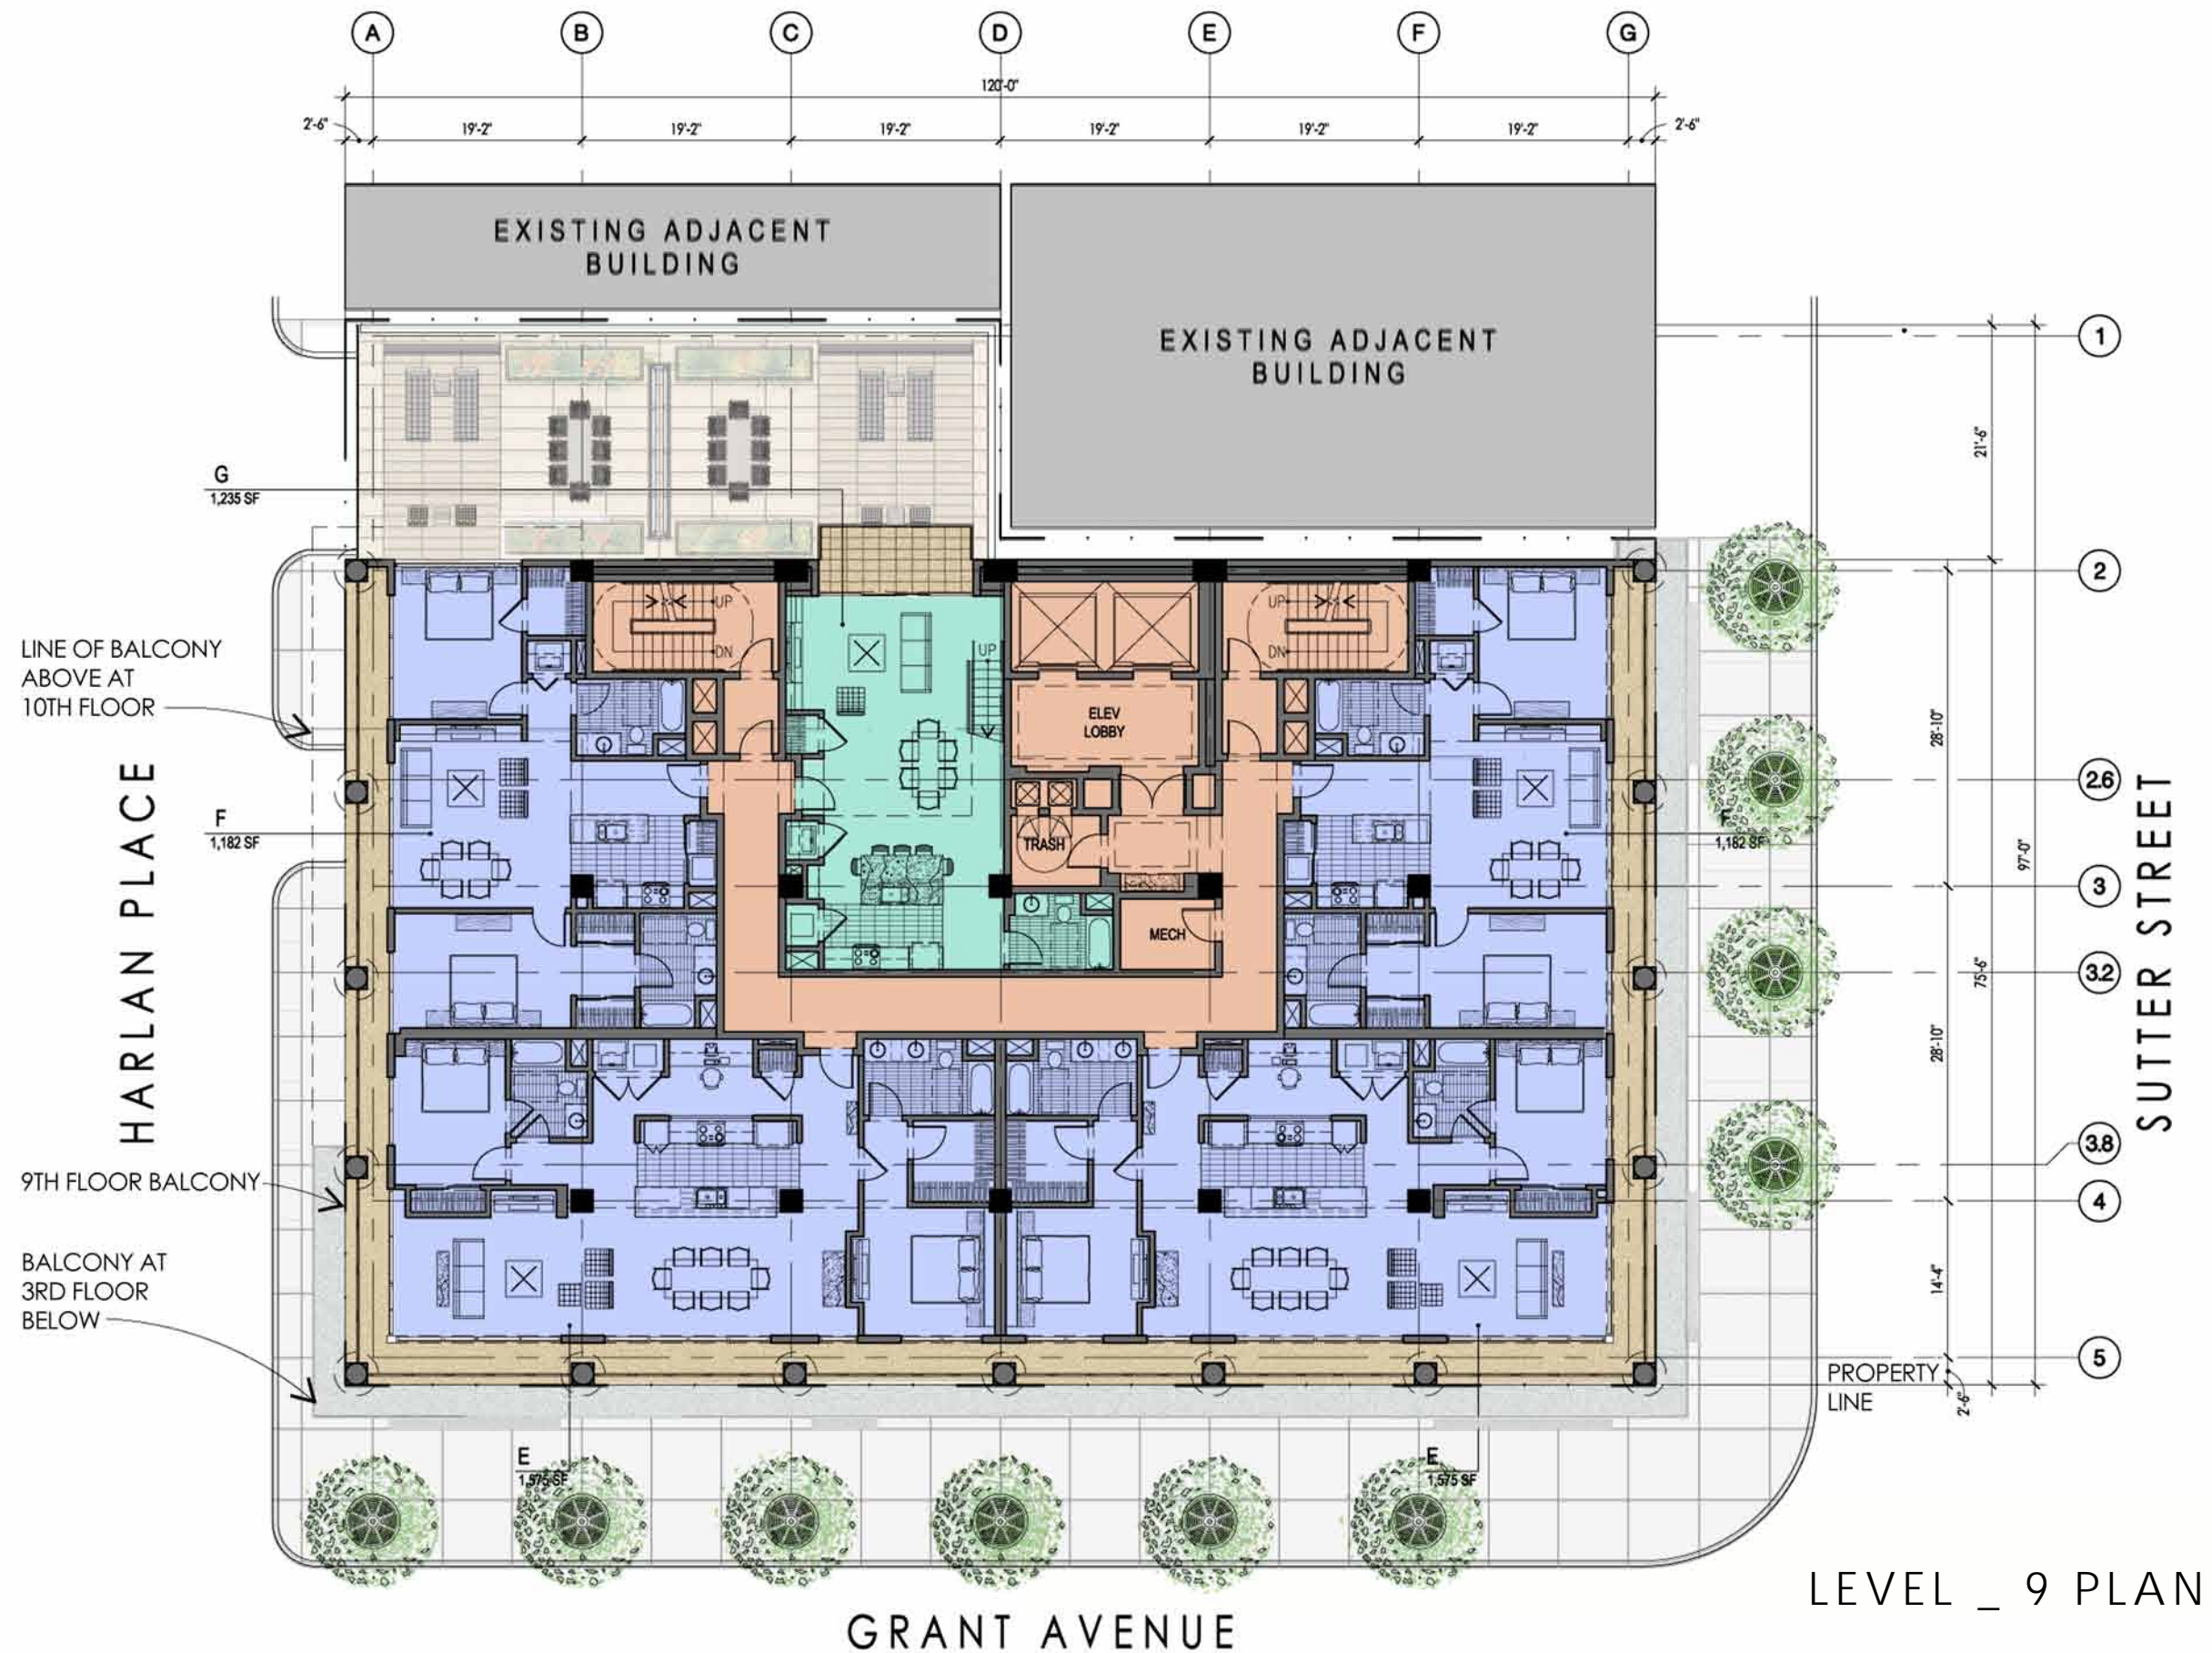 A B C D E F G
120'-0"
2'-6" 19'-2" 19'-2" 19'-2" 19'-2" 19'-2" 19'-2" 2'-6"
EXISTING ADJACENT
BUILDING
EXISTING ADJACENT
BUILDING
1
21'-6"
G
1,235 SF
2
UP
DN
UP
UP
DN
LINE OF BALCONY
ABOVE AT
10TH FLOOR
ELEV
LOBBY
28'-10"
2.6
HARLAN PLACE
F
1,182 SF
F
1,182 SF
TRASH
97'-0"
SUTTER STREET
3
MECH
75'-6"
3.2
28'-10"
3.8
9TH FLOOR BALCONY
4
BALCONY AT
3RD FLOOR
BELOW
14'-4"
5
PROPERTY
LINE
2'-6"
E
1,575 SF
E
1,575 SF
LEVEL _ 9 PLAN
GRANT AVENUE